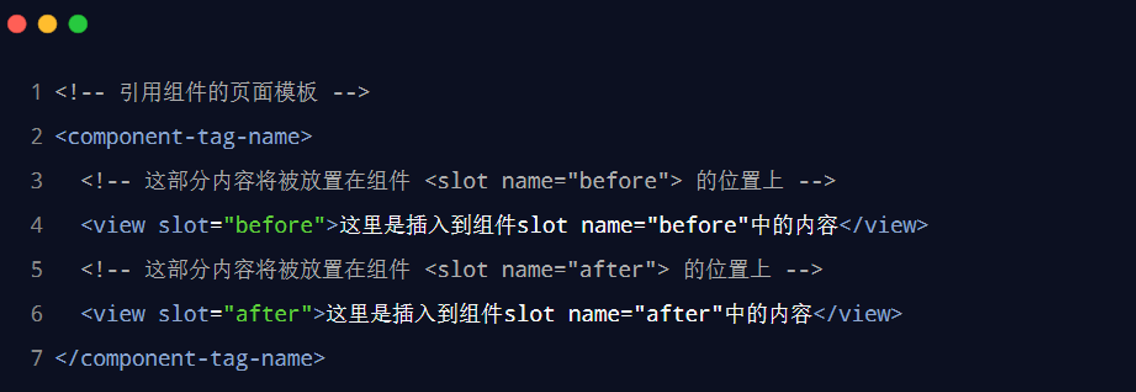 1 <!-- 引用组件的页面模板 -->
2 <component-tag-name>
3   <!-- 这部分内容将被放置在组件 <slot name="before"> 的位置上 -->
4   <view slot="before">这里是插入到组件slot name="before"中的内容</view>
5   <!-- 这部分内容将被放置在组件 <slot name="after"> 的位置上 -->
6   <view slot="after">这里是插入到组件slot name="after"中的内容</view>
7 </component-tag-name>